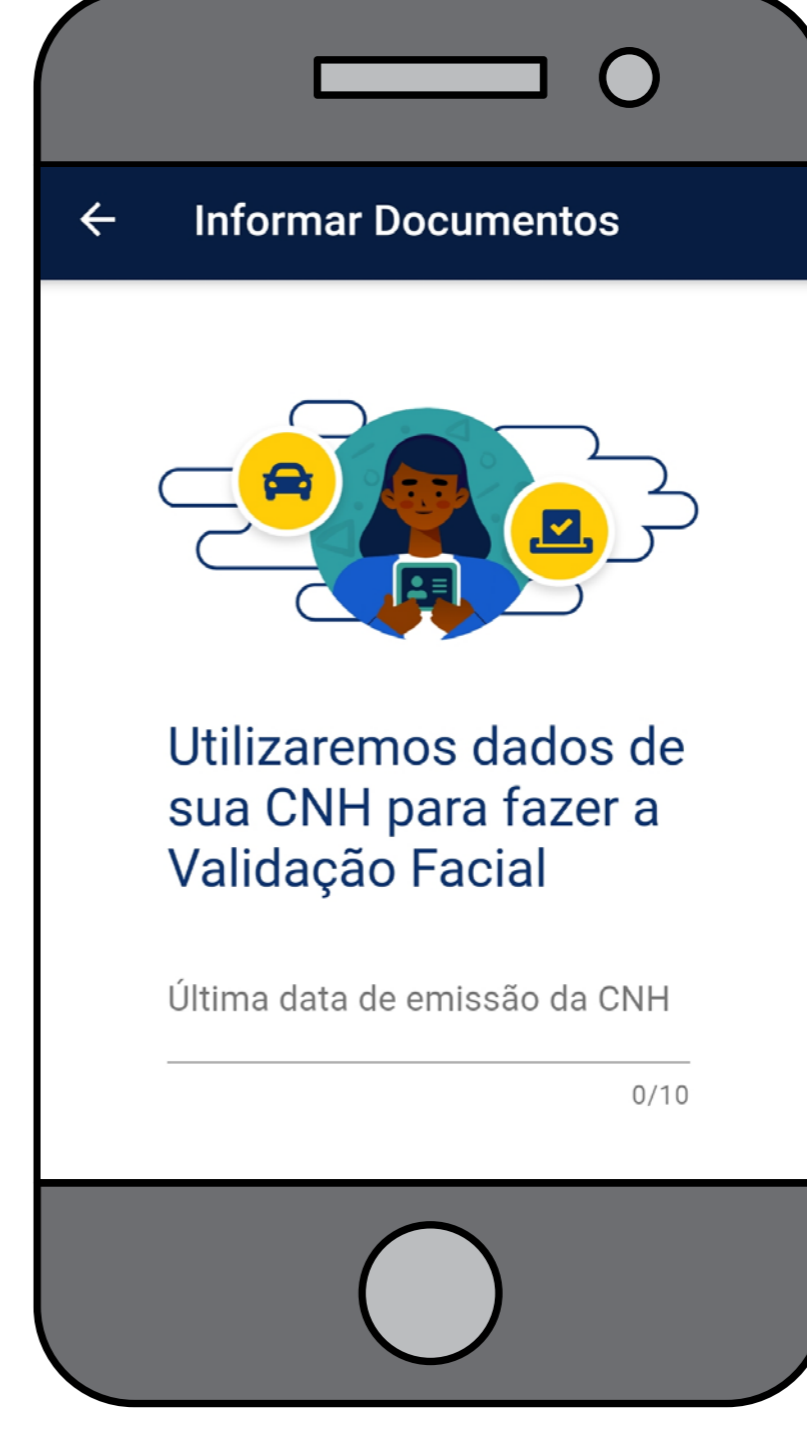 Informar Documentos
Utilizaremos dados de
sua CNH para fazer a
Validação Facial
Última data de emissão da CNH
0/10